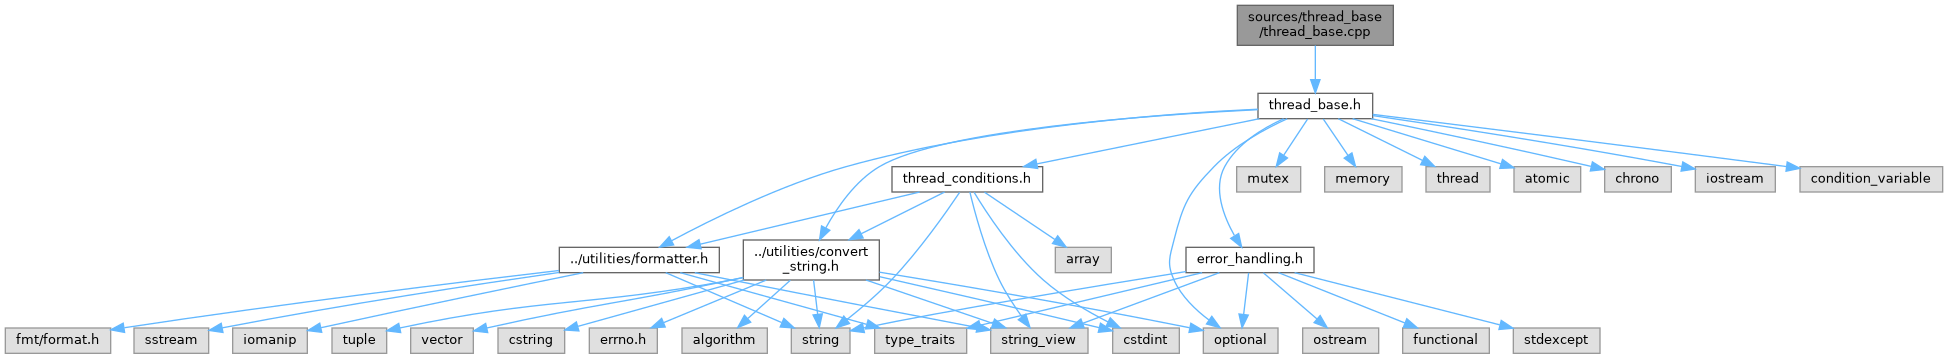 sources/thread_base
/thread_base.cpp
thread_base.h
thread_conditions.h
mutex
memory
thread
atomic
chrono
iostream
condition_variable
../utilities/formatter.h
../utilities/convert
_string.h
array
error_handling.h
fmt/format.h
sstream
iomanip
tuple
vector
cstring
errno.h
algorithm
string
type_traits
string_view
cstdint
optional
ostream
functional
stdexcept